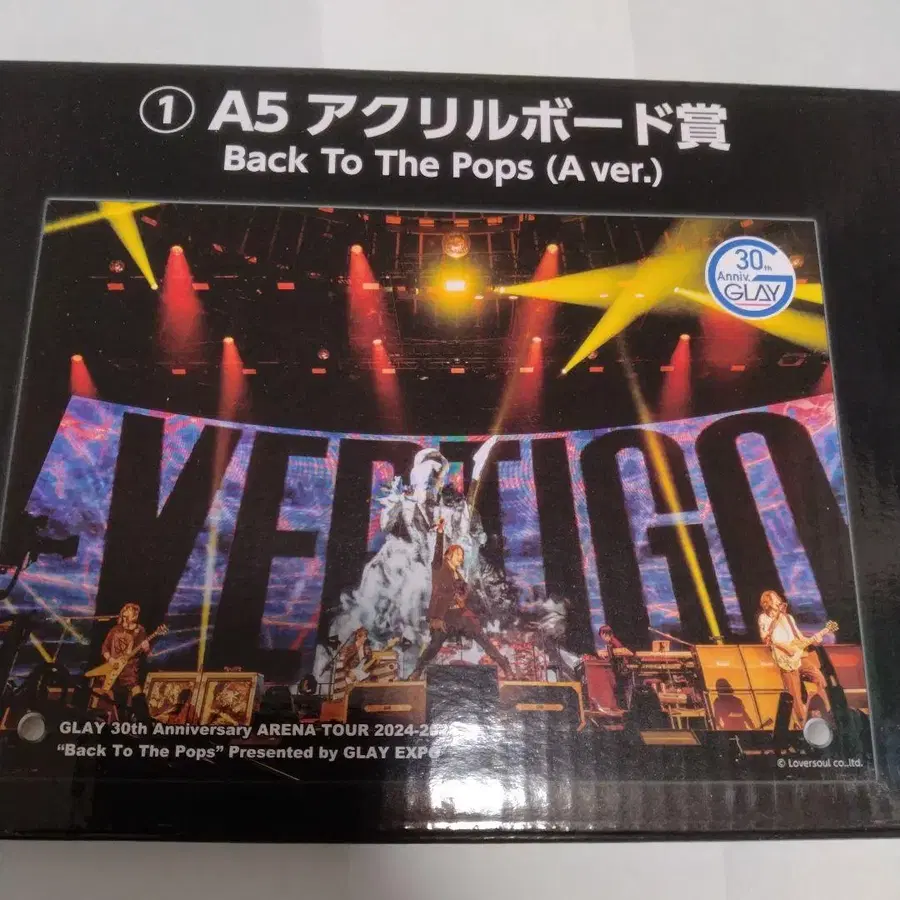 ① A5 アクリルボード賞
Back To The Pops (A ver.)
30th
Anniv.
GLAY
VERTIGO
GLAY 30th Anniversary ARENA TOUR 2024-2025
“Back To The Pops” Presented by GLAY EXPO
© Loversoul co.,ltd.